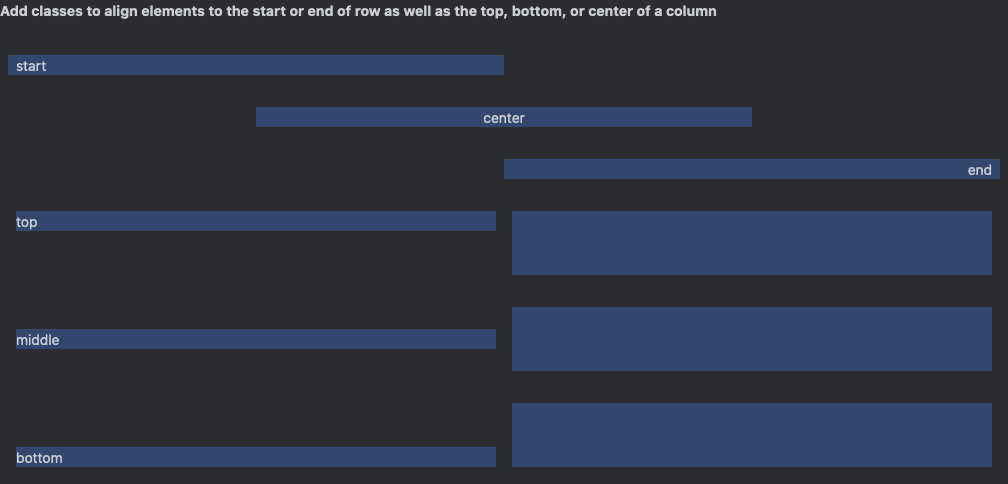 Add classes to align elements to the start or end of row as well as the top, bottom, or center of a column
start
center
end
top
middle
bottom